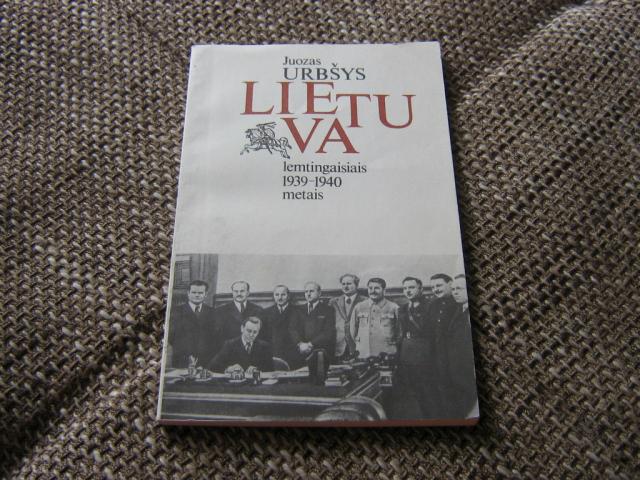 Juozas
URBŠYS
LIETU
VA
lemtingaisiais
1939–1940
metais